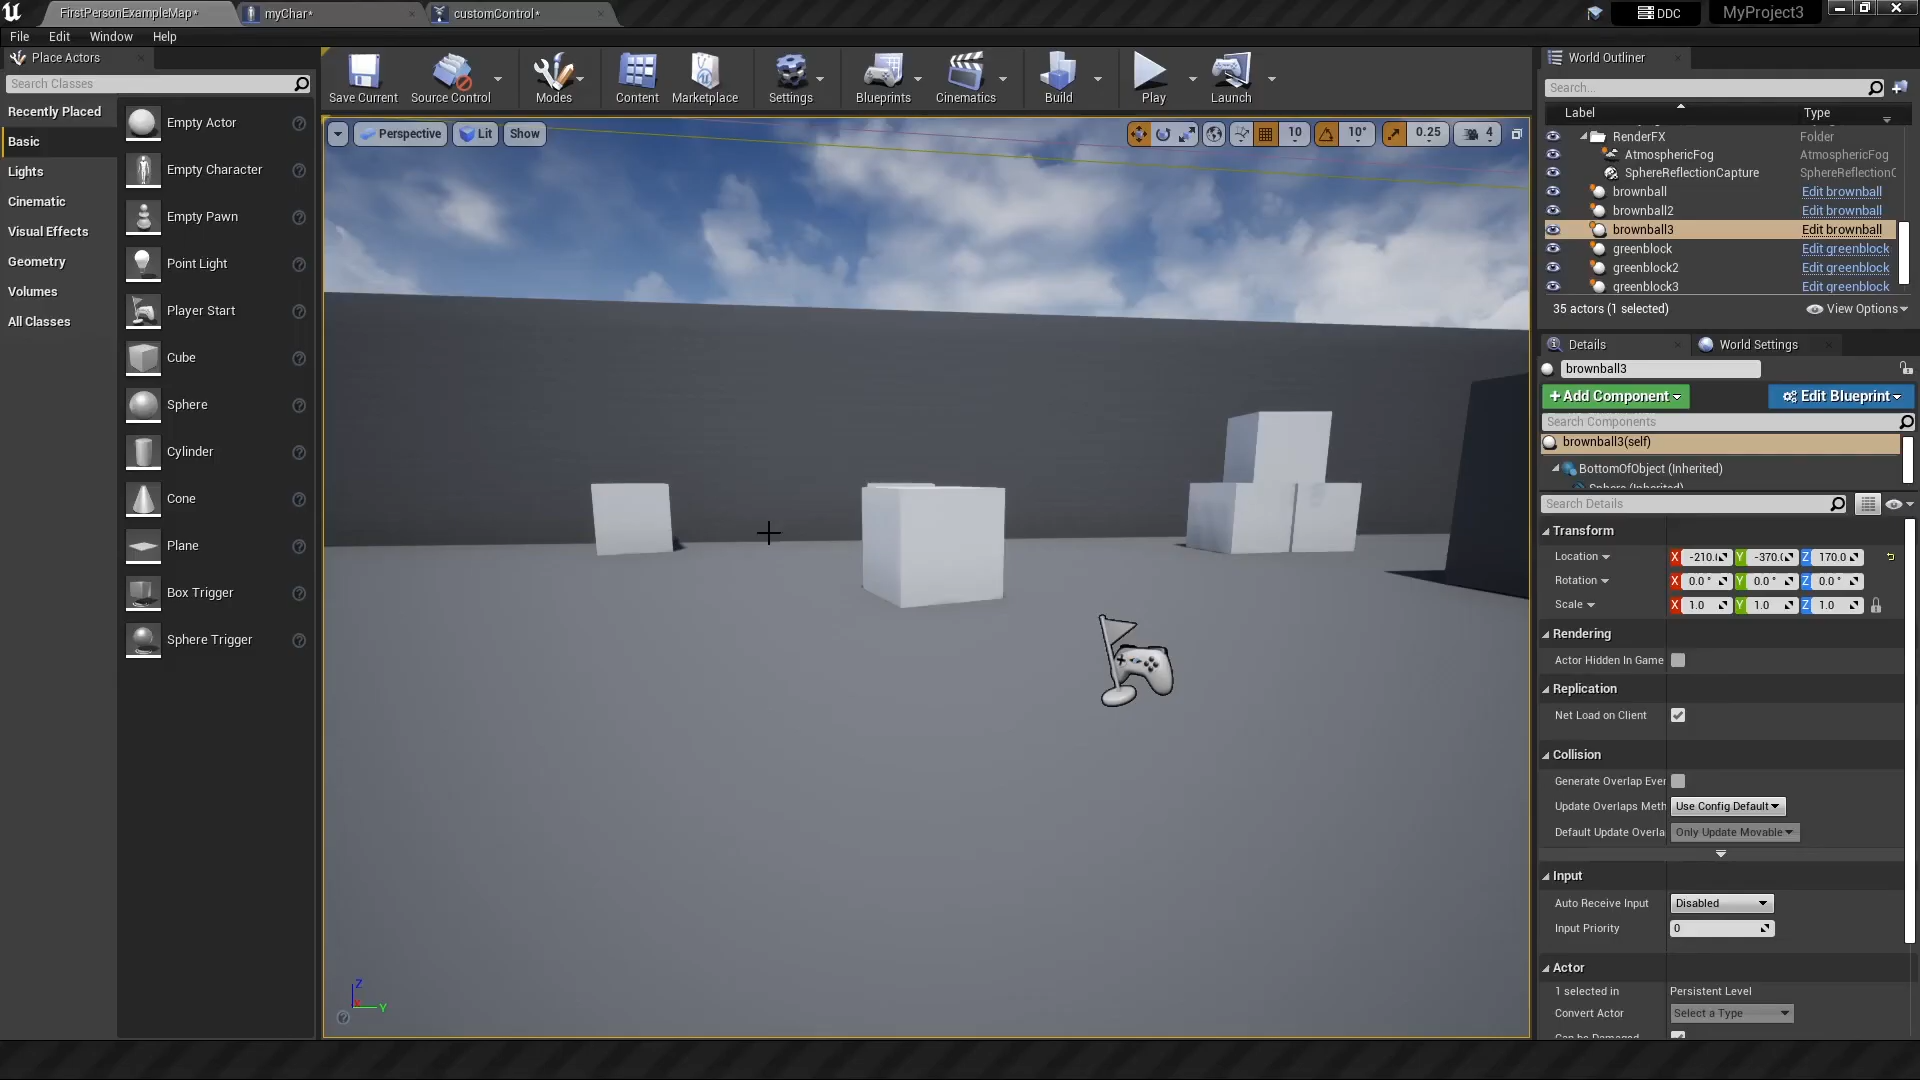 FirstPersonExampleMap*
myChar*
customControl*
DDC
MyProject3
File Edit Window Help
Place Actors
Search Classes
Recently Placed
Basic
Lights
Cinematic
Visual Effects
Geometry
Volumes
All Classes
Empty Actor
Empty Character
Empty Pawn
Point Light
Player Start
Cube
Sphere
Cylinder
Cone
Plane
Box Trigger
Sphere Trigger
Save Current
Source Control
Modes
Content
Marketplace
Settings
Blueprints
Cinematics
Build
Play
Launch
Perspective
Lit
Show
10
10°
0.25
4
Z
Y
World Outliner
Search...
Label Type
RenderFX Folder
AtmosphericFog AtmosphericFog
SphereReflectionCapture SphereReflectionC
brownball Edit brownball
brownball2 Edit brownball
brownball3 Edit brownball
greenblock Edit greenblock
greenblock2 Edit greenblock
greenblock3 Edit greenblock
35 actors (1 selected) View Options
Details
World Settings
brownball3
+Add Component
Edit Blueprint
Search Components
brownball3(self)
BottomOfObject (Inherited)
Search Details
Transform
Location X -210.( Y -370.( Z 170.0
Rotation X 0.0 ° Y 0.0 ° Z 0.0 °
Scale X 1.0 Y 1.0 Z 1.0
Rendering
Actor Hidden In Game
Replication
Net Load on Client
Collision
Generate Overlap Ever
Update Overlaps Meth Use Config Default
Default Update Overla Only Update Movable
Input
Auto Receive Input Disabled
Input Priority 0
Actor
1 selected in Persistent Level
Convert Actor Select a Type